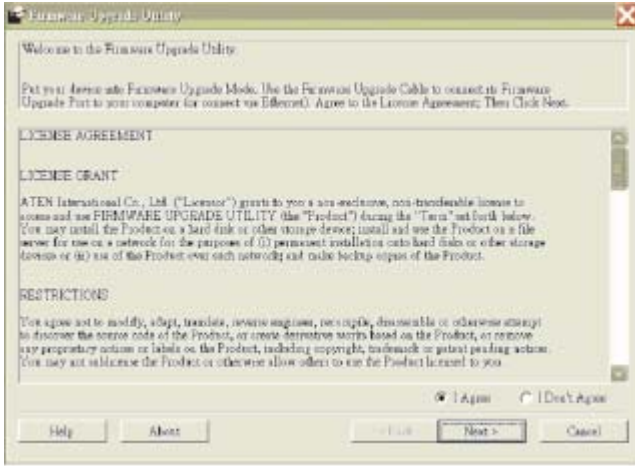 Firmware Upgrade Utility
Welcome to the Firmware Upgrade Utility
Put your device into Firmware Upgrade Mode. Use the Firmware Upgrade Cable to connect its Firmware
Upgrade Port to your computer (or connect via Ethernet). Agree to the License Agreement; Then Click Next.
LICENSE AGREEMENT
LICENSE GRANT
ATEN International Co., Ltd. ("Licensor") grants to you a non-exclusive, non-transferable license to
access and use FIRMWARE UPGRADE UTILITY (the "Product") during the "Term" set forth below.
You may install the Product on a hard disk or other storage device; install and use the Product on a file
server for use on a network for the purposes of (i) permanent installation onto hard disks or other storage
devices or (ii) use of the Product over such network; and make backup copies of the Product.
RESTRICTIONS
You agree not to modify, adapt, translate, reverse engineer, decompile, disassemble or otherwise attempt
to discover the source code of the Product, or create derivative works based on the Product, or remove
any proprietary notices or labels on the Product, including copyright, trademark or patent pending notices.
You may not sublicense the Product or otherwise allow others to use the Product licensed to you
I Agree I Don't Agree
Help About < Back Next > Cancel